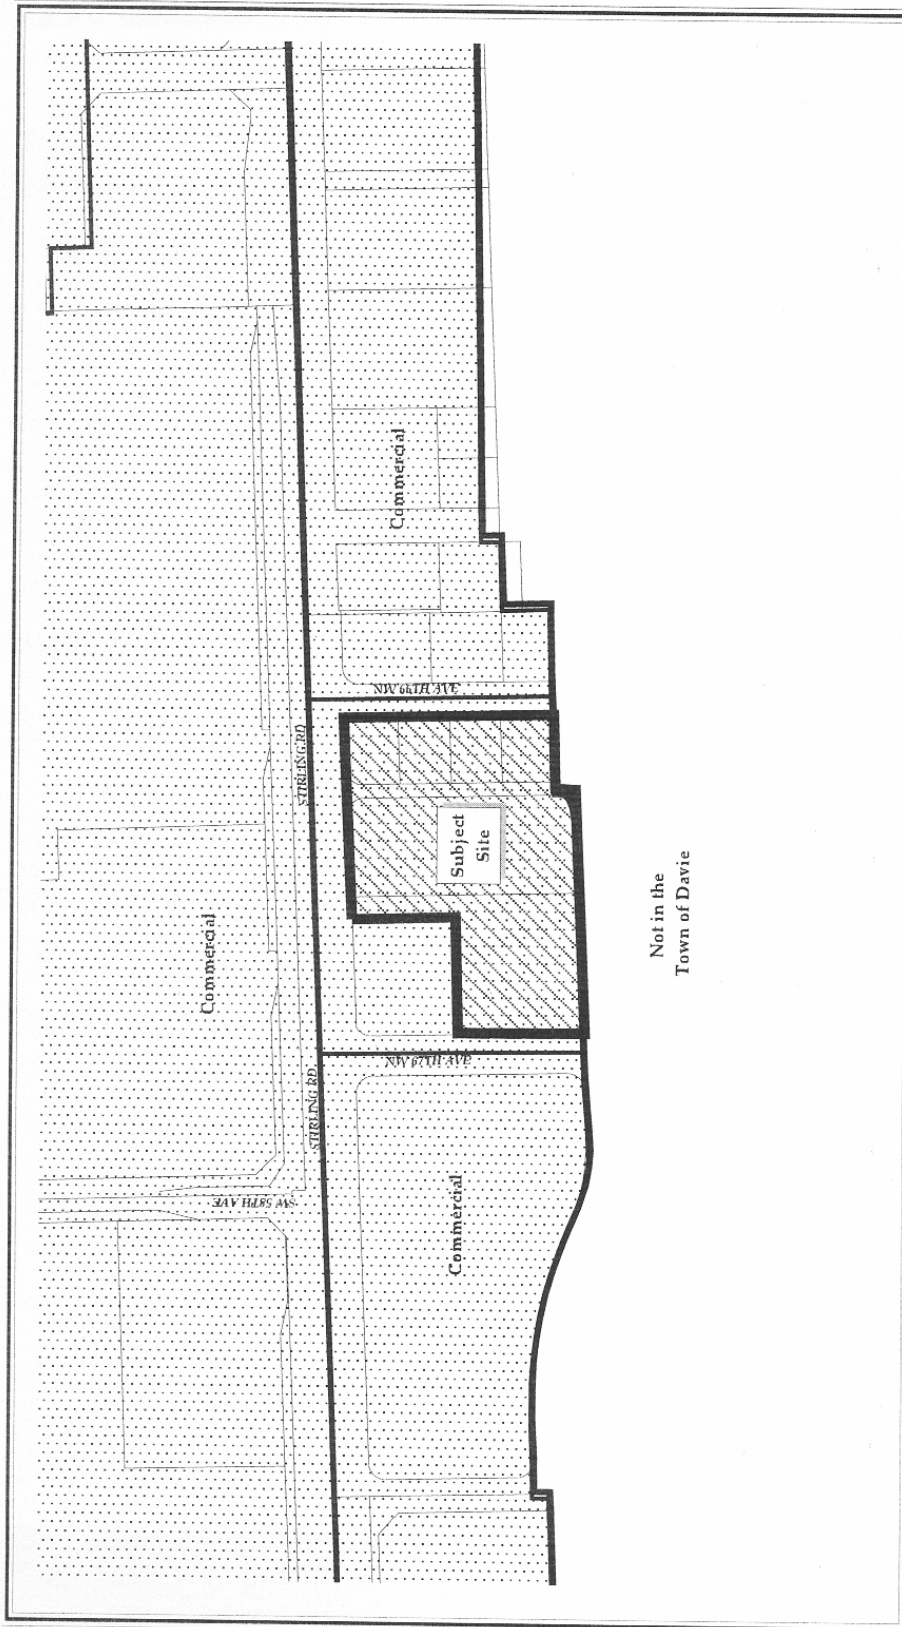 Commercial
SW 58TH AVE
STIRLING RD
STIRLING RD
Commercial
NW 67TH AVE
Subject
Site
NW 66TH AVE
Commercial
Not in the
Town of Davie